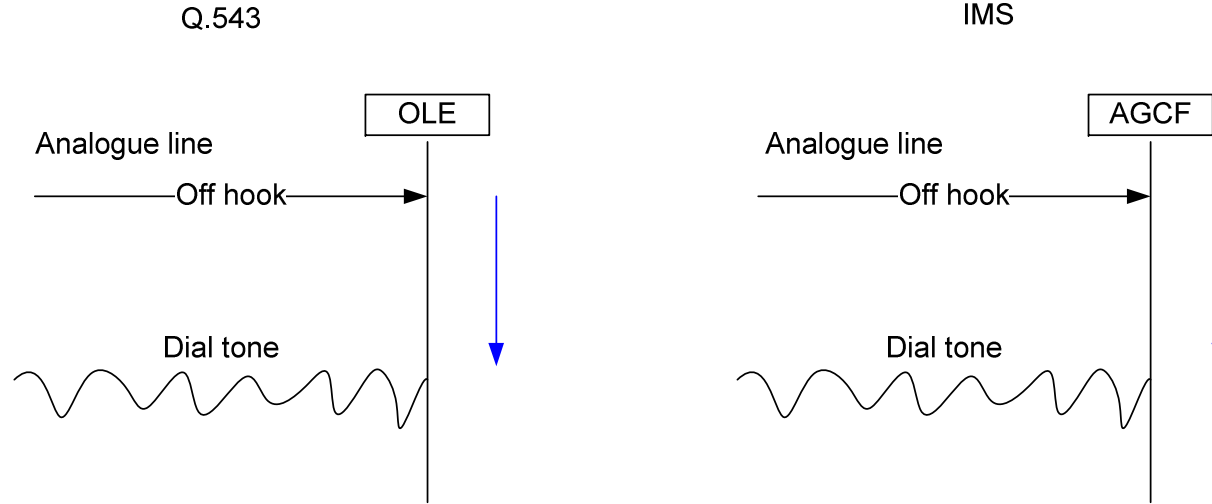 Q.543
IMS
OLE
AGCF
Analogue line
Analogue line
Off hook
Off hook
Dial tone
Dial tone